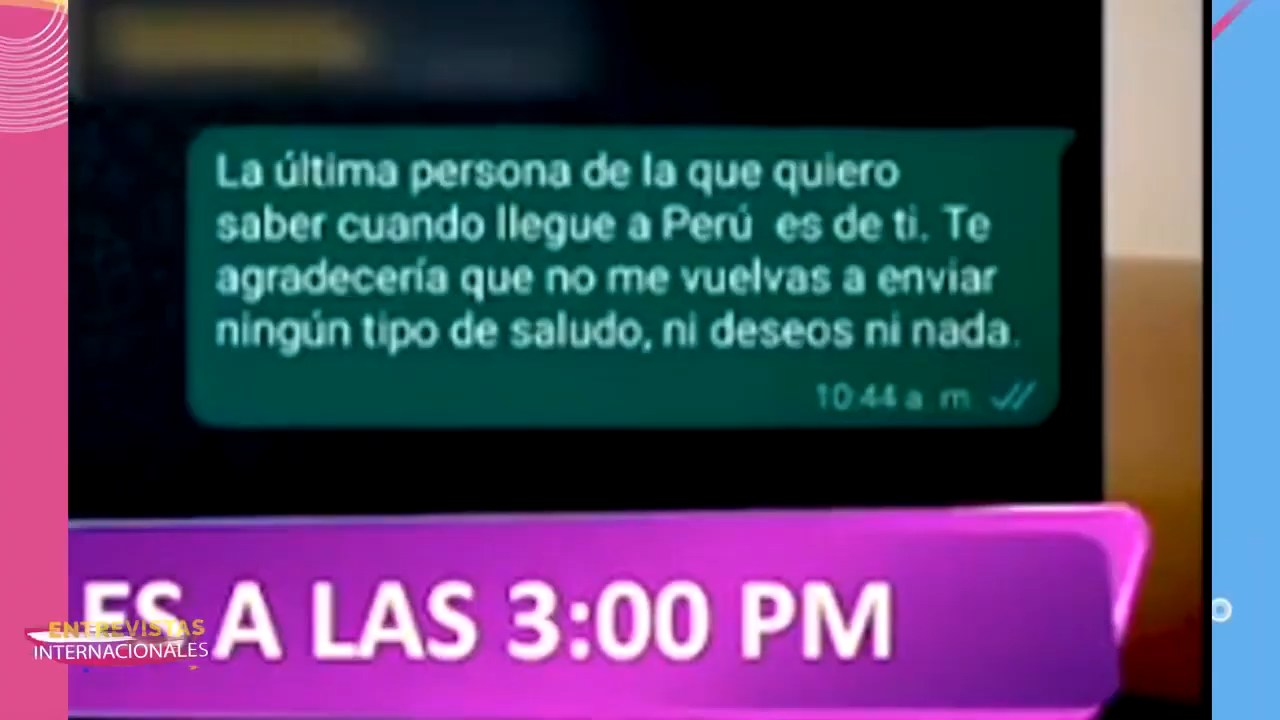 La última persona de la que quiero
saber cuando llegue a Perú es de ti. Te
agradecería que no me vuelvas a enviar
ningún tipo de saludo, ni deseos ni nada.
10:44 a. m.
ES A LAS 3:00 PM
ENTREVISTAS
INTERNACIONALES